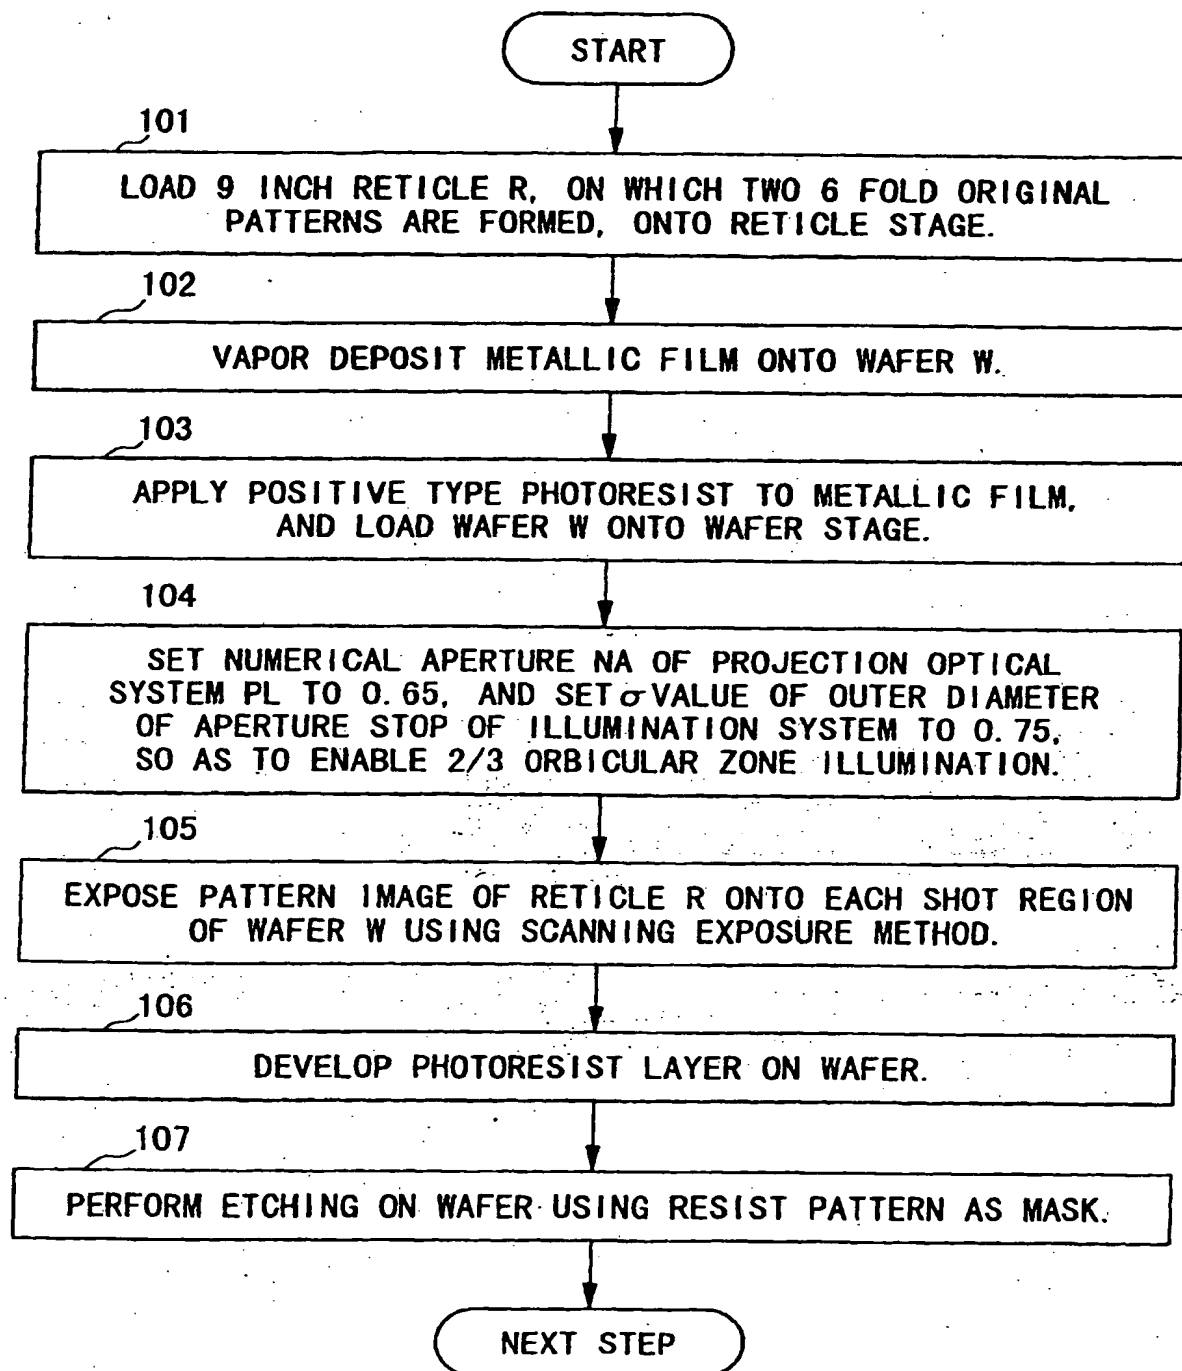 START
101
LOAD 9 INCH RETICLE R, ON WHICH TWO 6 FOLD ORIGINAL
PATTERNS ARE FORMED, ONTO RETICLE STAGE.
102
VAPOR DEPOSIT METALLIC FILM ONTO WAFER W.
103
APPLY POSITIVE TYPE PHOTORESIST TO METALLIC FILM,
AND LOAD WAFER W ONTO WAFER STAGE.
104
SET NUMERICAL APERTURE NA OF PROJECTION OPTICAL
SYSTEM PL TO 0.65, AND SET σ VALUE OF OUTER DIAMETER
OF APERTURE STOP OF ILLUMINATION SYSTEM TO 0.75,
SO AS TO ENABLE 2/3 ORBICULAR ZONE ILLUMINATION.
105
EXPOSE PATTERN IMAGE OF RETICLE R ONTO EACH SHOT REGION
OF WAFER W USING SCANNING EXPOSURE METHOD.
106
DEVELOP PHOTORESIST LAYER ON WAFER.
107
PERFORM ETCHING ON WAFER USING RESIST PATTERN AS MASK.
NEXT STEP